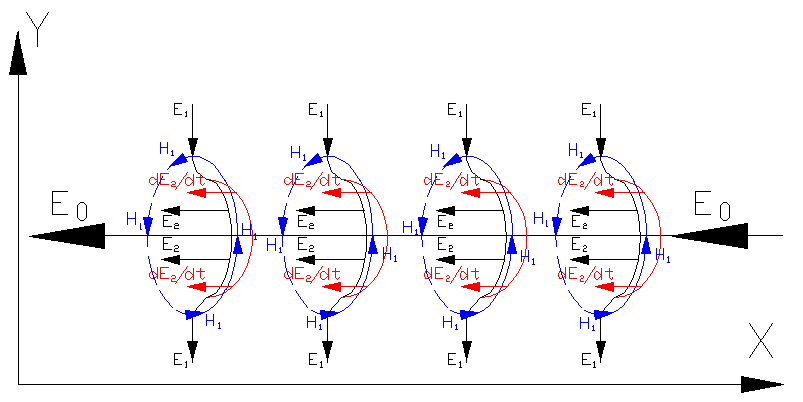 Y
E1 E1 E1 E1
H1 H1 H1 H1
dE2/dt dE2/dt dE2/dt dE2/dt
E0 E0
H1 E2 H1 H1 E2 H1 E2 H1 E2
E2 E2 E2 E2
H1 H1 H1
dE2/dt dE2/dt dE2/dt dE2/dt
H1 H1 H1 H1
E1 E1 E1 E1
X